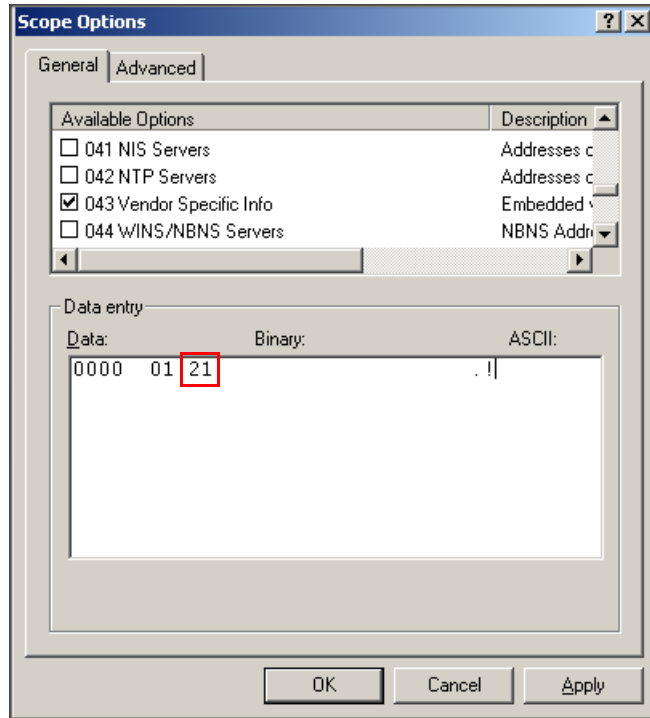 Scope Options
General Advanced
Available Options Description
041 NIS Servers Addresses c
042 NTP Servers Addresses c
043 Vendor Specific Info Embedded v
044 WINS/NBNS Servers NBNS Addr
Data entry
Data: Binary: ASCII:
0000 01 21 . !
OK Cancel Apply